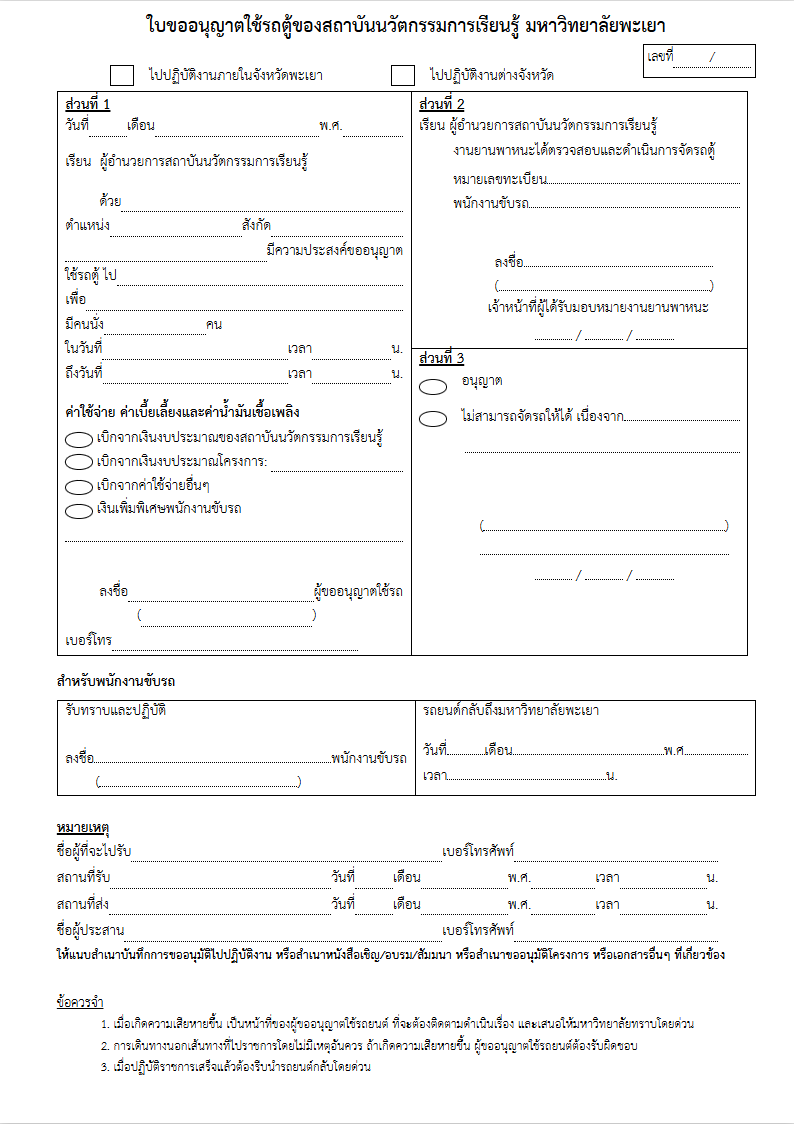 ใบขออนุญาตใช้รถตู้ของสถาบันนวัตกรรมการเรียนรู้ มหาวิทยาลัยพะเยา
เลขที่ /
ไปปฏิบัติงานภายในจังหวัดพะเยา ไปปฏิบัติงานต่างจังหวัด
ส่วนที่ 1
วันที่ เดือน พ.ศ.
เรียน ผู้อำนวยการสถาบันนวัตกรรมการเรียนรู้
ด้วย
ตำแหน่ง สังกัด
มีความประสงค์ขออนุญาต
ใช้รถตู้ ไป
เพื่อ
มีคนนั่ง คน
ในวันที่ เวลา น.
ถึงวันที่ เวลา น.
ค่าใช้จ่าย ค่าเบี้ยเลี้ยงและค่าน้ำมันเชื้อเพลิง
เบิกจากเงินงบประมาณของสถาบันนวัตกรรมการเรียนรู้
เบิกจากเงินงบประมาณโครงการ:
เบิกจากค่าใช้จ่ายอื่นๆ
เงินเพิ่มพิเศษพนักงานขับรถ
ลงชื่อ ผู้ขออนุญาตใช้รถ
( )
เบอร์โทร
ส่วนที่ 2
เรียน ผู้อำนวยการสถาบันนวัตกรรมการเรียนรู้
งานยานพาหนะได้ตรวจสอบและดำเนินการจัดรถตู้
หมายเลขทะเบียน
พนักงานขับรถ
ลงชื่อ
( )
เจ้าหน้าที่ผู้ได้รับมอบหมายงานยานพาหนะ
/ /
ส่วนที่ 3
อนุญาต
ไม่สามารถจัดรถให้ได้ เนื่องจาก
( )
/ /
สำหรับพนักงานขับรถ
รับทราบและปฏิบัติ
ลงชื่อ พนักงานขับรถ
( )
รถยนต์กลับถึงมหาวิทยาลัยพะเยา
วันที่ เดือน พ.ศ.
เวลา น.
หมายเหตุ
ชื่อผู้ที่จะไปรับ เบอร์โทรศัพท์
สถานที่รับ วันที่ เดือน พ.ศ. เวลา น.
สถานที่ส่ง วันที่ เดือน พ.ศ. เวลา น.
ชื่อผู้ประสาน เบอร์โทรศัพท์
ให้แนบสำเนาบันทึกการขออนุมัติไปปฏิบัติงาน หรือสำเนาหนังสือเชิญ/อบรม/สัมมนา หรือสำเนาขออนุมัติโครงการ หรือเอกสารอื่นๆ ที่เกี่ยวข้อง
ข้อควรจำ
1. เมื่อเกิดความเสียหายขึ้น เป็นหน้าที่ของผู้ขออนุญาตใช้รถยนต์ ที่จะต้องติดตามดำเนินเรื่อง และเสนอให้มหาวิทยาลัยทราบโดยด่วน
2. การเดินทางนอกเส้นทางที่ไปราชการโดยไม่มีเหตุอันควร ถ้าเกิดความเสียหายขึ้น ผู้ขออนุญาตใช้รถยนต์ต้องรับผิดชอบ
3. เมื่อปฏิบัติราชการเสร็จแล้วต้องรีบนำรถยนต์กลับโดยด่วน